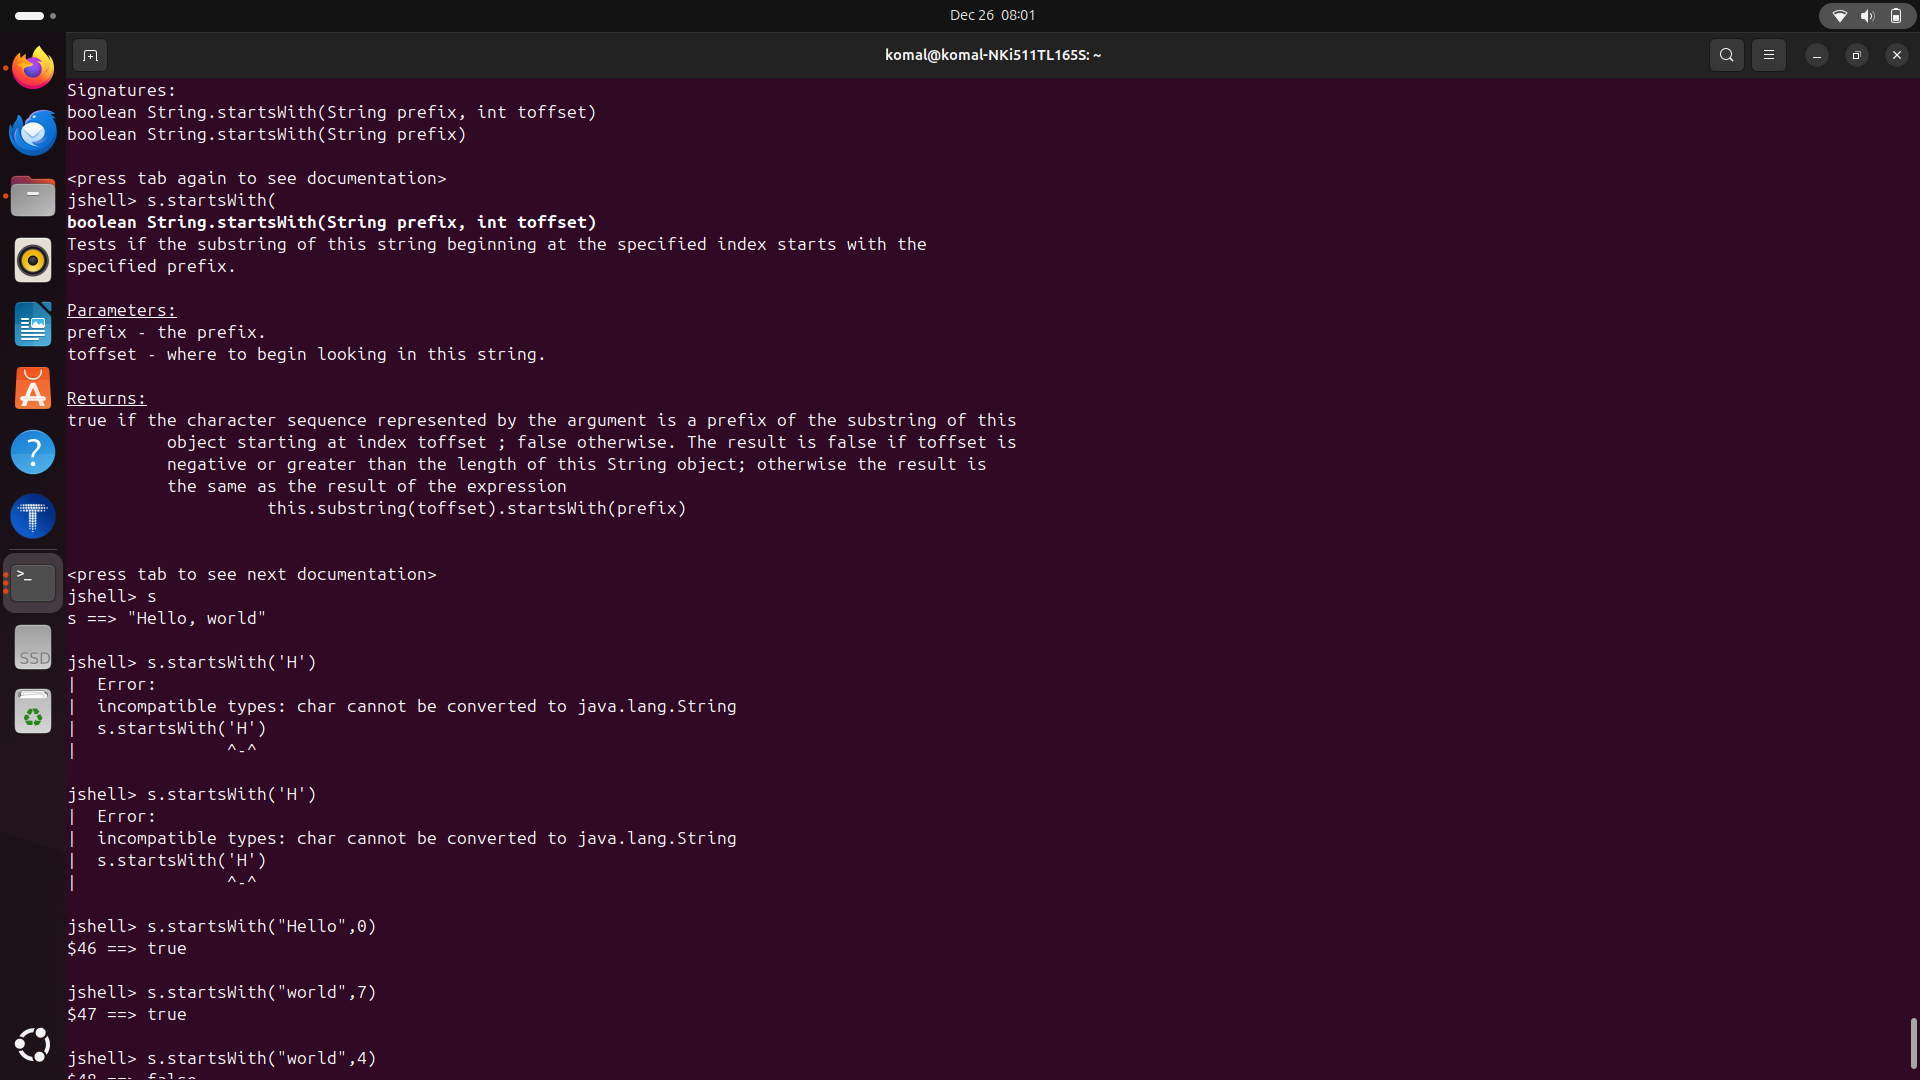 Dec 26 08:01
komal@komal-NKi511TL165S: ~
Signatures:
boolean String.startsWith(String prefix, int toffset)
boolean String.startsWith(String prefix)
<press tab again to see documentation>
jshell> s.startsWith(
boolean String.startsWith(String prefix, int toffset)
Tests if the substring of this string beginning at the specified index starts with the
specified prefix.
Parameters:
prefix - the prefix.
toffset - where to begin looking in this string.
Returns:
true if the character sequence represented by the argument is a prefix of the substring of this
object starting at index toffset ; false otherwise. The result is false if toffset is
negative or greater than the length of this String object; otherwise the result is
the same as the result of the expression
this.substring(toffset).startsWith(prefix)
<press tab to see next documentation>
jshell> s
s ==> "Hello, world"
jshell> s.startsWith('H')
|  Error:
|  incompatible types: char cannot be converted to java.lang.String
|  s.startsWith('H')
|               ^-^
jshell> s.startsWith('H')
|  Error:
|  incompatible types: char cannot be converted to java.lang.String
|  s.startsWith('H')
|               ^-^
jshell> s.startsWith("Hello",0)
$46 ==> true
jshell> s.startsWith("world",7)
$47 ==> true
jshell> s.startsWith("world",4)
$48 ==> false
SSD